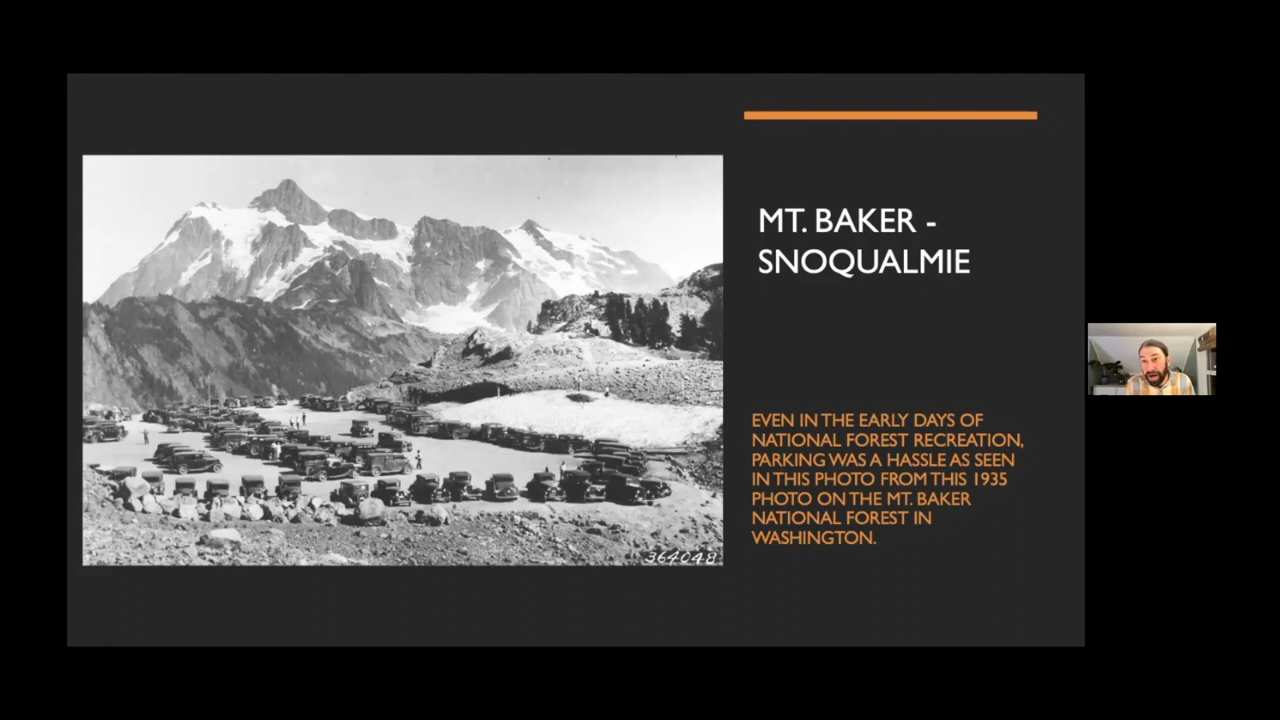 MT. BAKER -
SNOQUALMIE
EVEN IN THE EARLY DAYS OF
NATIONAL FOREST RECREATION,
PARKING WAS A HASSLE AS SEEN
IN THIS PHOTO FROM THIS 1935
PHOTO ON THE MT. BAKER
NATIONAL FOREST IN
WASHINGTON.
364048